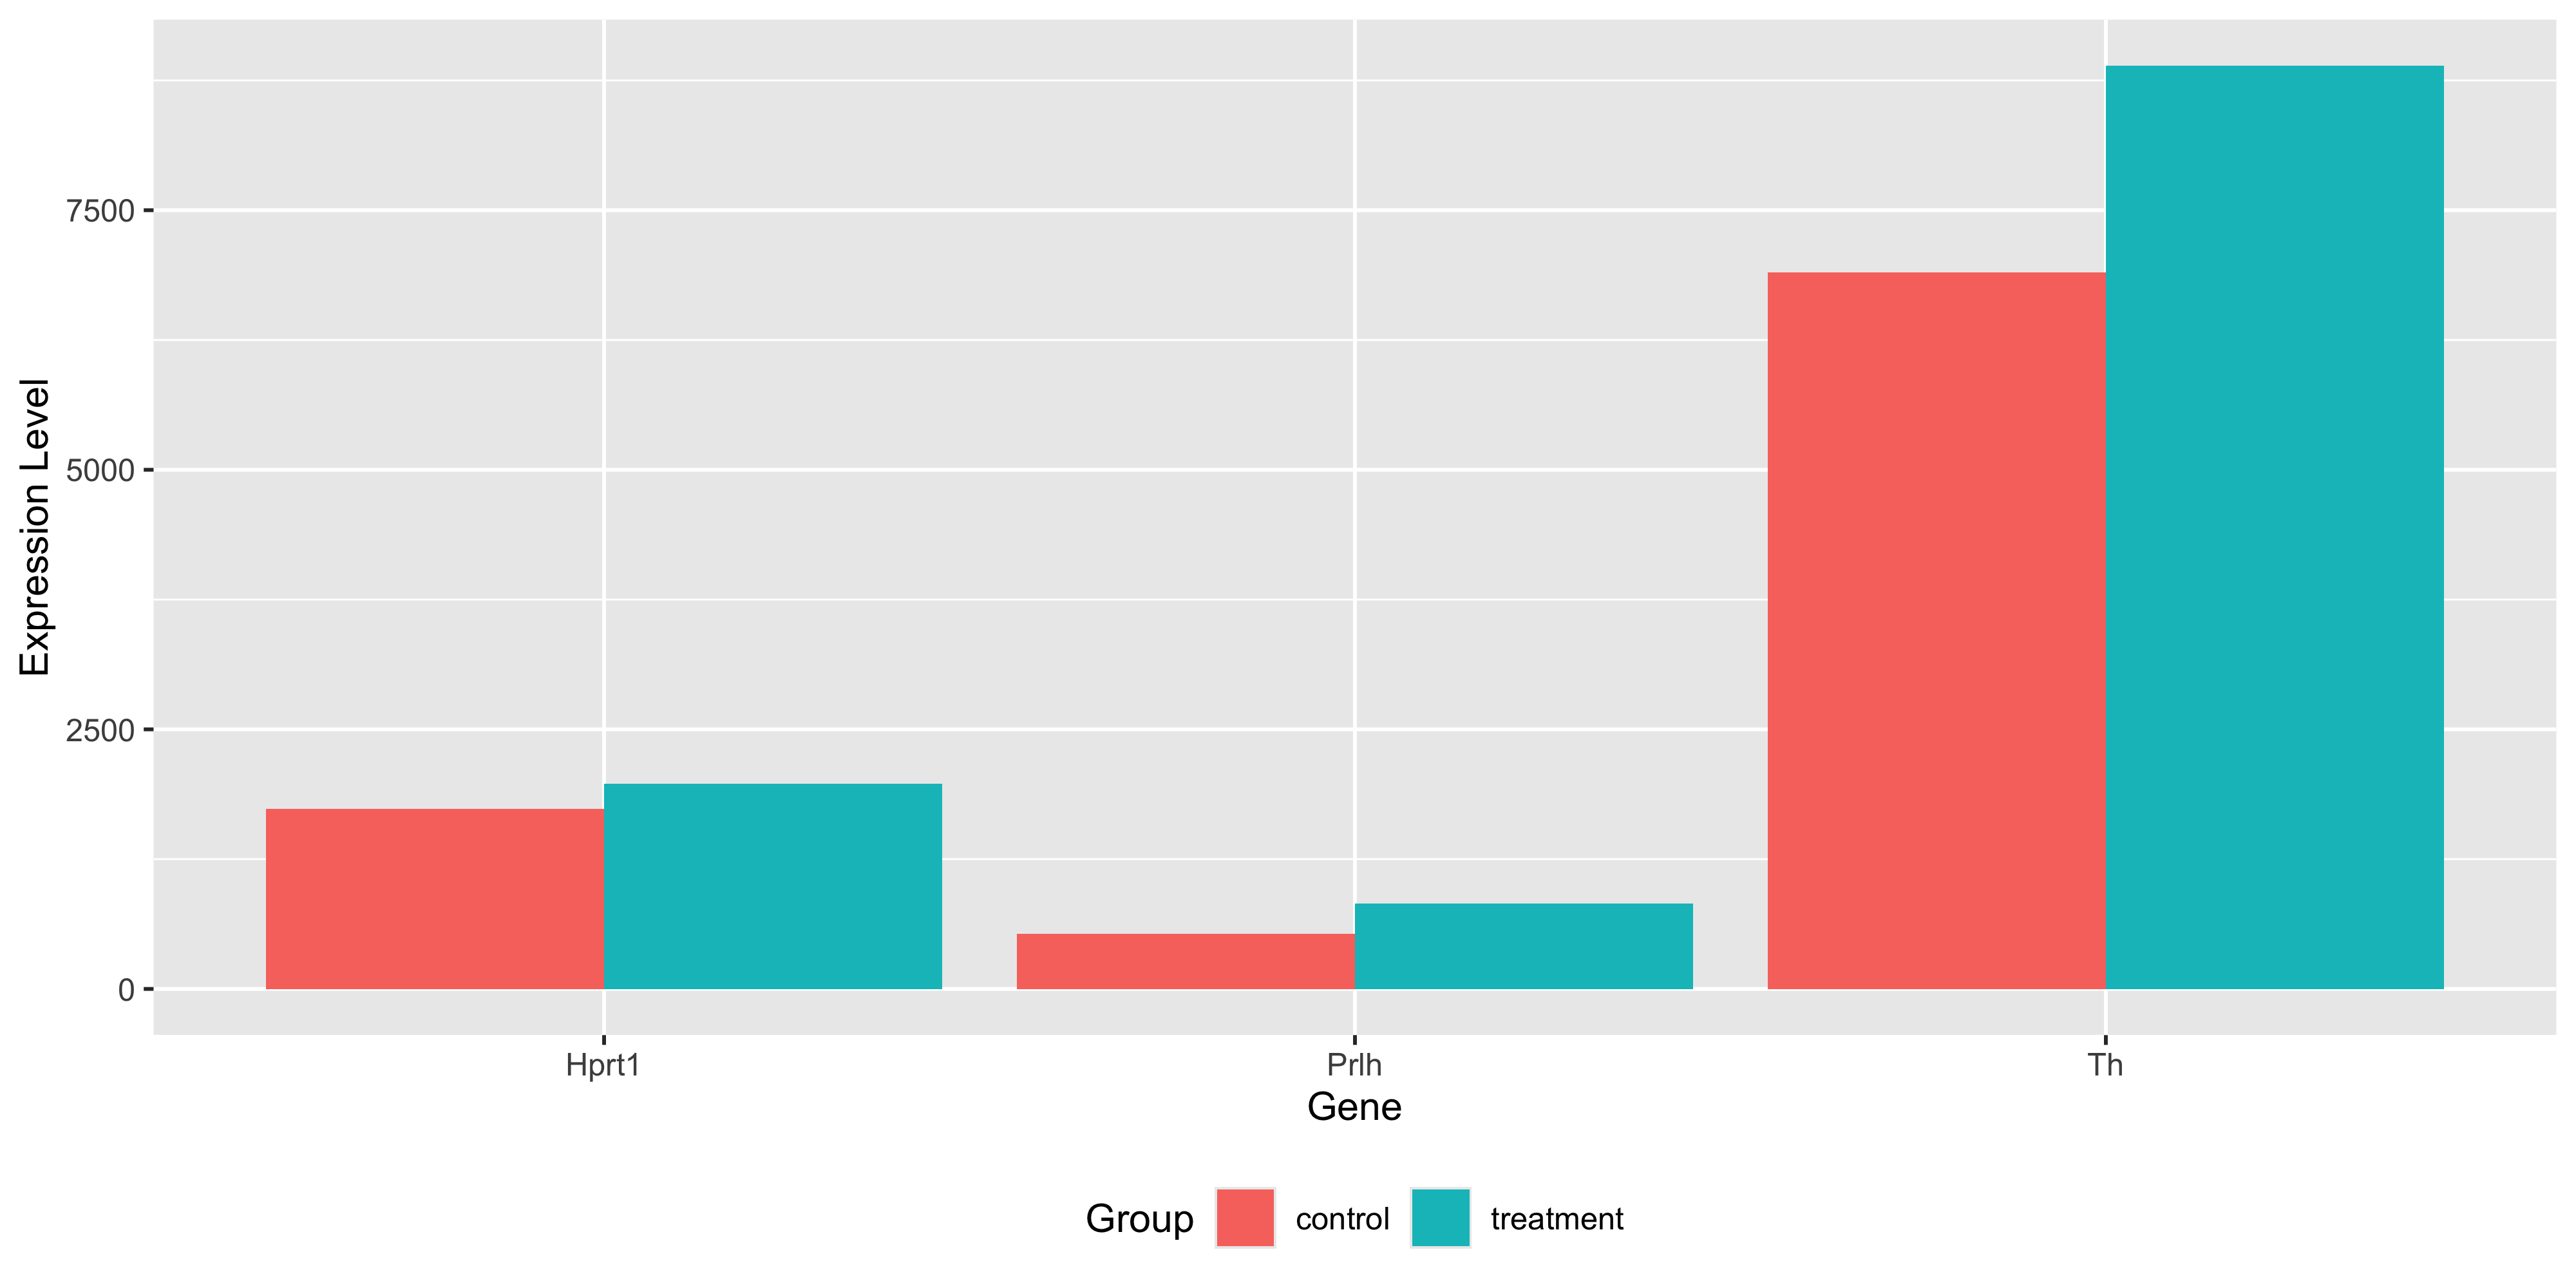 Expression Level
7500
5000
2500
0
Hprt1 Prlh Th
Gene
Group control treatment